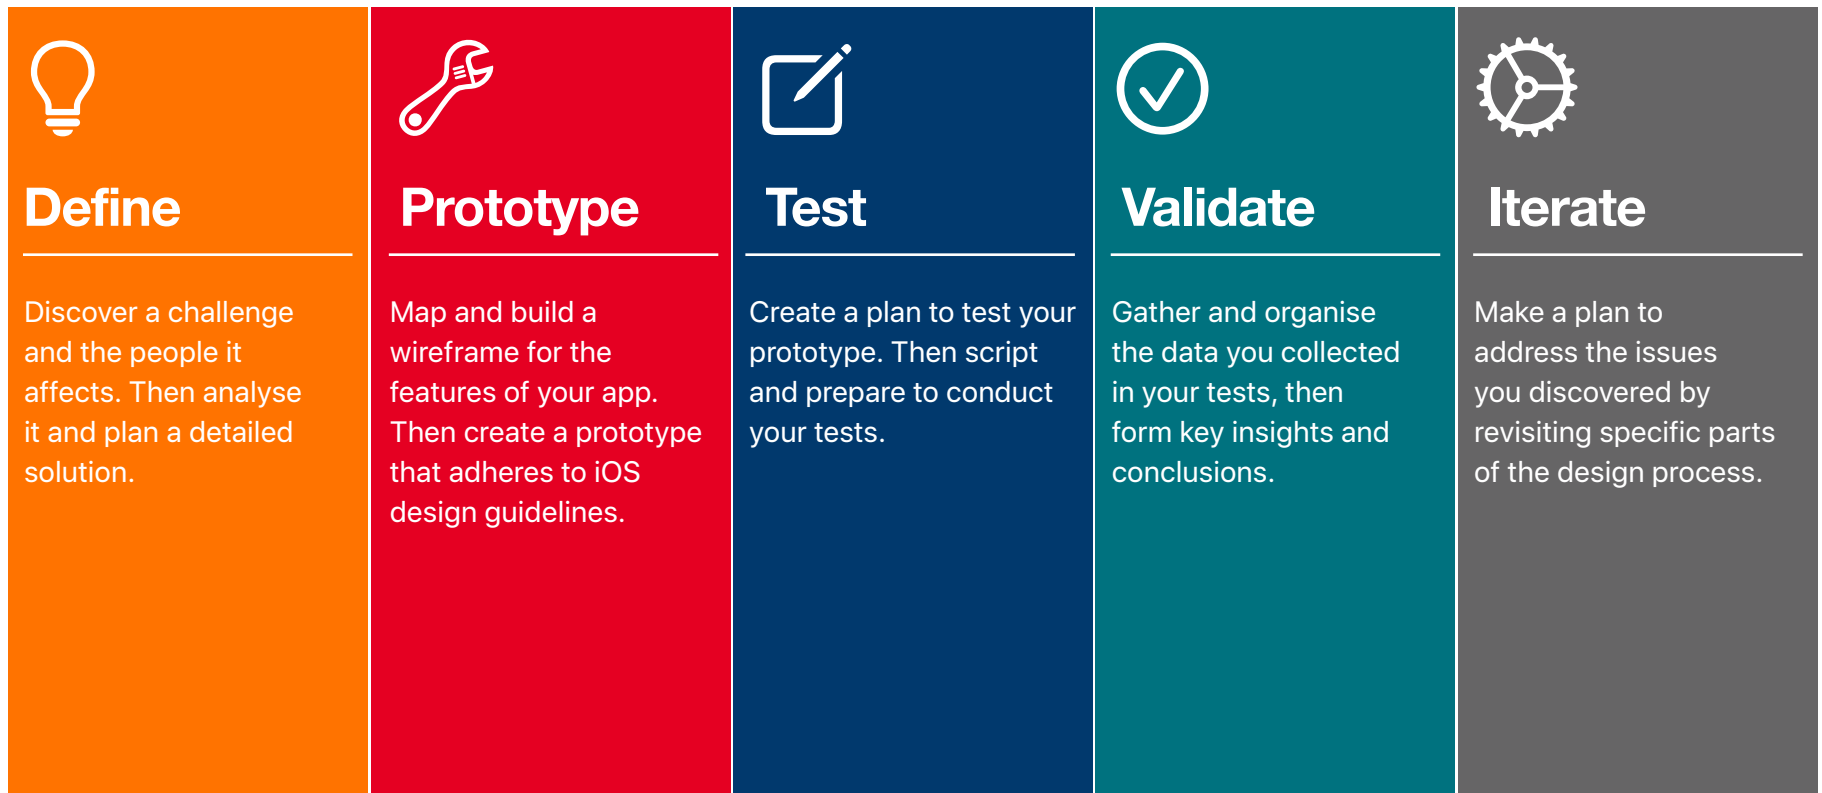 Define
Discover a challenge
and the people it
affects. Then analyse
it and plan a detailed
solution.
Prototype
Map and build a
wireframe for the
features of your app.
Then create a prototype
that adheres to iOS
design guidelines.
Test
Create a plan to test your
prototype. Then script
and prepare to conduct
your tests.
Validate
Gather and organise
the data you collected
in your tests, then
form key insights and
conclusions.
Iterate
Make a plan to
address the issues
you discovered by
revisiting specific parts
of the design process.